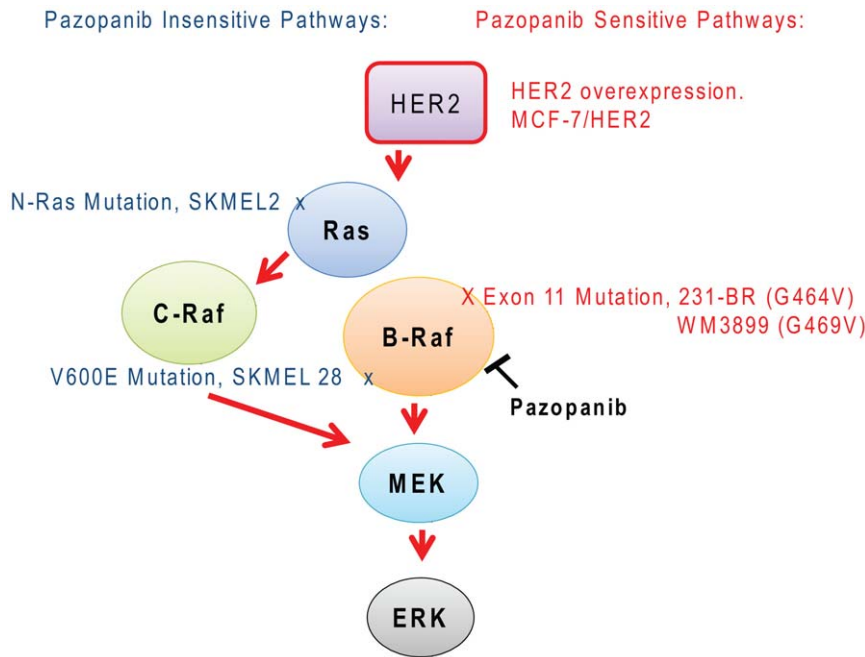 Pazopanib Insensitive Pathways:
Pazopanib Sensitive Pathways:
HER2
HER2 overexpression.
MCF-7/HER2
N-Ras Mutation, SKMEL2 x
Ras
C-Raf
X Exon 11 Mutation, 231-BR (G464V)
WM3899 (G469V)
B-Raf
V600E Mutation, SKMEL 28 x
Pazopanib
MEK
ERK